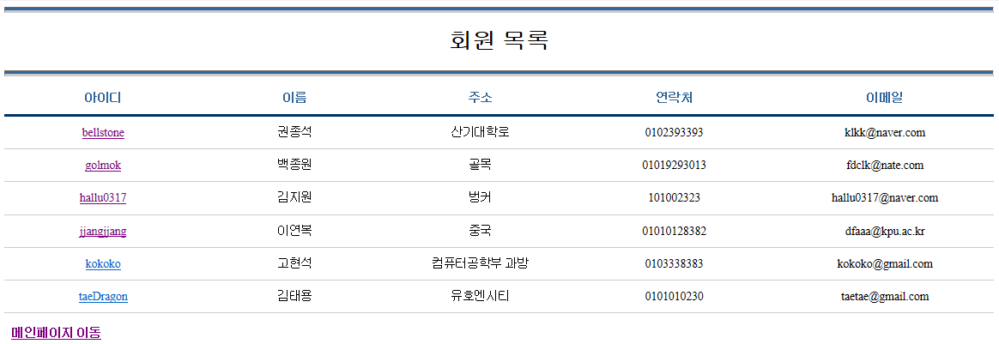 회원 목록
아이디 이름 주소 연락처 이메일
bellstone 권종석 산기대학로 0102393393 klkk@naver.com
golmok 백종원 골목 01019293013 fdclk@nate.com
hallu0317 김지원 벙커 101002323 hallu0317@naver.com
jjangjjang 이연복 중국 01010128382 dfaaa@kpu.ac.kr
kokoko 고현석 컴퓨터공학부 과방 0103338383 kokoko@gmail.com
taeDragon 김태용 유호엔시티 0101010230 taetae@gmail.com
메인페이지 이동